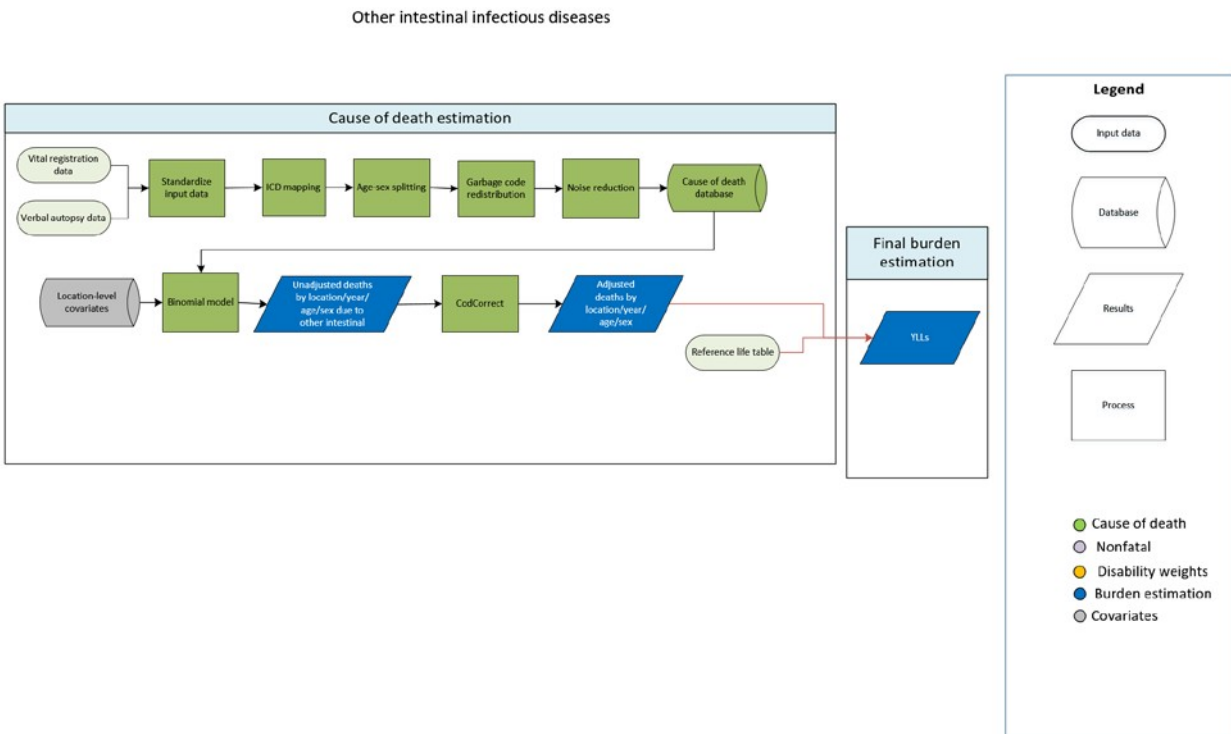 Other intestinal infectious diseases
Cause of death estimation
Vital registration
data
Verbal autopsy data
Standardize
input data
ICD mapping
Age-sex splitting
Garbage code
redistribution
Noise reduction
Cause of death
database
Location-level
covariates
Binomial model
Unadjusted deaths
by location/year/
age/sex due to
other intestinal
CodCorrect
Adjusted
deaths by
location/year/
age/sex
Reference life table
Final burden
estimation
YLLs
Legend
Input data
Database
Results
Process
Cause of death
Nonfatal
Disability weights
Burden estimation
Covariates